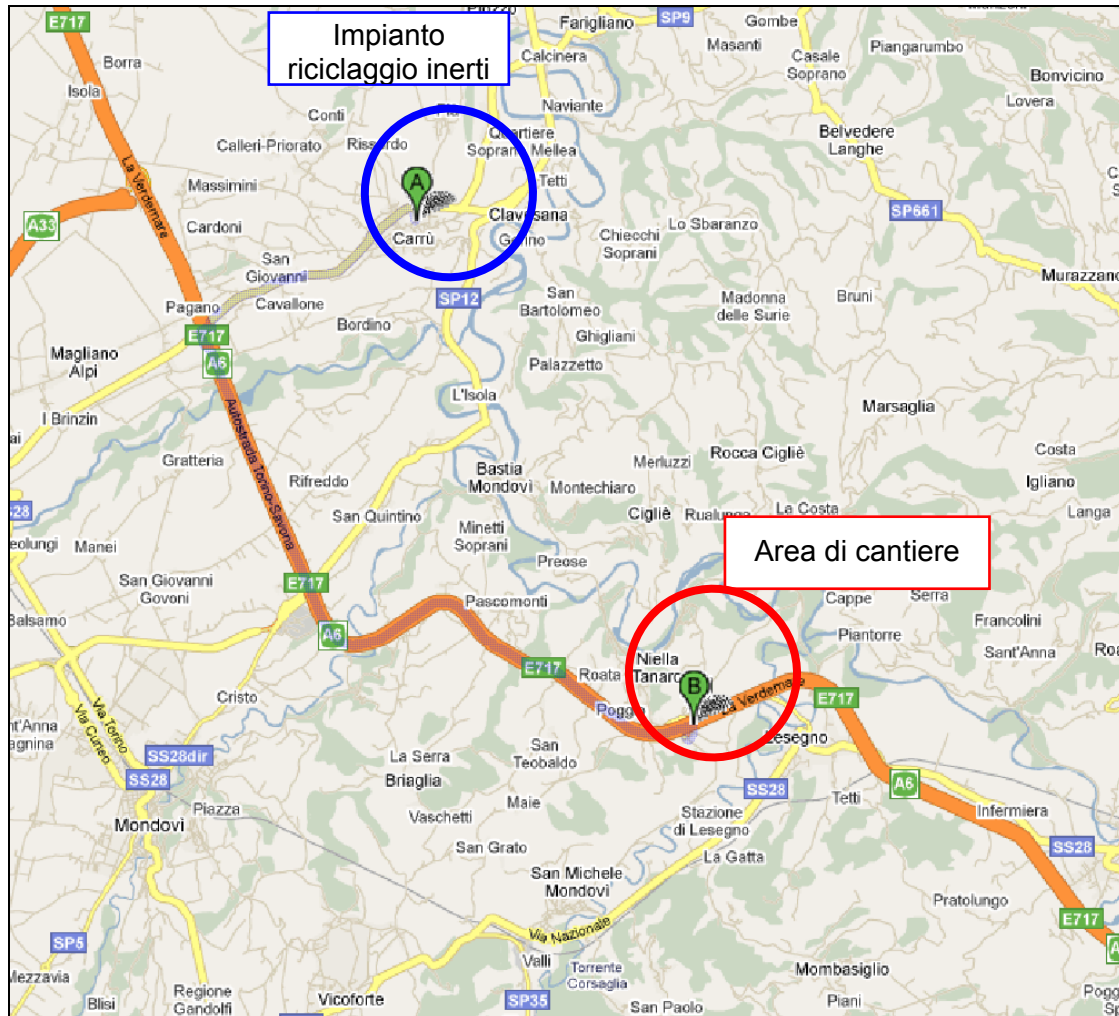 E717
Borra
Isola
Impianto
riciclaggio inerti
Farigliano
SP9
Gombe
Masanti
Piangarumbo
Casale
Soprano
Bonvicino
Lovera
Calcinera
Naviante
Conti
Calleri-Priorato
Quartiere
Soprano
Mellea
Belvedere
Langhe
La Verdemare
Massimini
A
Tetti
SP661
A33
Cardoni
Carrù
Clavesana
Lo Sbaranzo
Chiecchi
Soprani
San
Giovanni
Murazzano
Pagano
Cavallone
SP12
San
Bartolomeo
Madonna
delle Surie
Bruni
E717
Bordino
Ghigliani
Magliano
Alpi
A6
Palazzetto
L'Isola
Marsaglia
I Brinzin
Autostrada Torino-Savona
Gratteria
Rifreddo
Bastia
Mondovì
Merluzzi
Rocca Cigliè
Costa
Igliano
Montechiaro
San Quintino
Cigliè
Rualunga
La Costa
Langa
Minetti
Soprani
Manei
Preose
Area di cantiere
San Giovanni
Govoni
E717
Pascomonti
Cappe
Serra
Francolini
Balsamo
A6
Piantorre
Sant'Anna
Niella
Tanaro
E717
Roata
B
La Verdemare
E717
Cristo
Poggio
Via Torino
Via Cuneo
SS28dir
La Serra
San
Teobaldo
Lesegno
SS28
Briaglia
SS28
Tetti
A6
Piazza
Maie
Infermiera
Vaschetti
Stazione
di Lesegno
Mondovì
San Grato
SS28
La Gatta
San Michele
Mondovì
Pratolungo
E717
SP5
Via Nazionale
Valli
Mombasiglio
Torrente
Corsaglia
Regione
Gandolfi
Vicoforte
SP35
Piani
Blisi
San Paolo